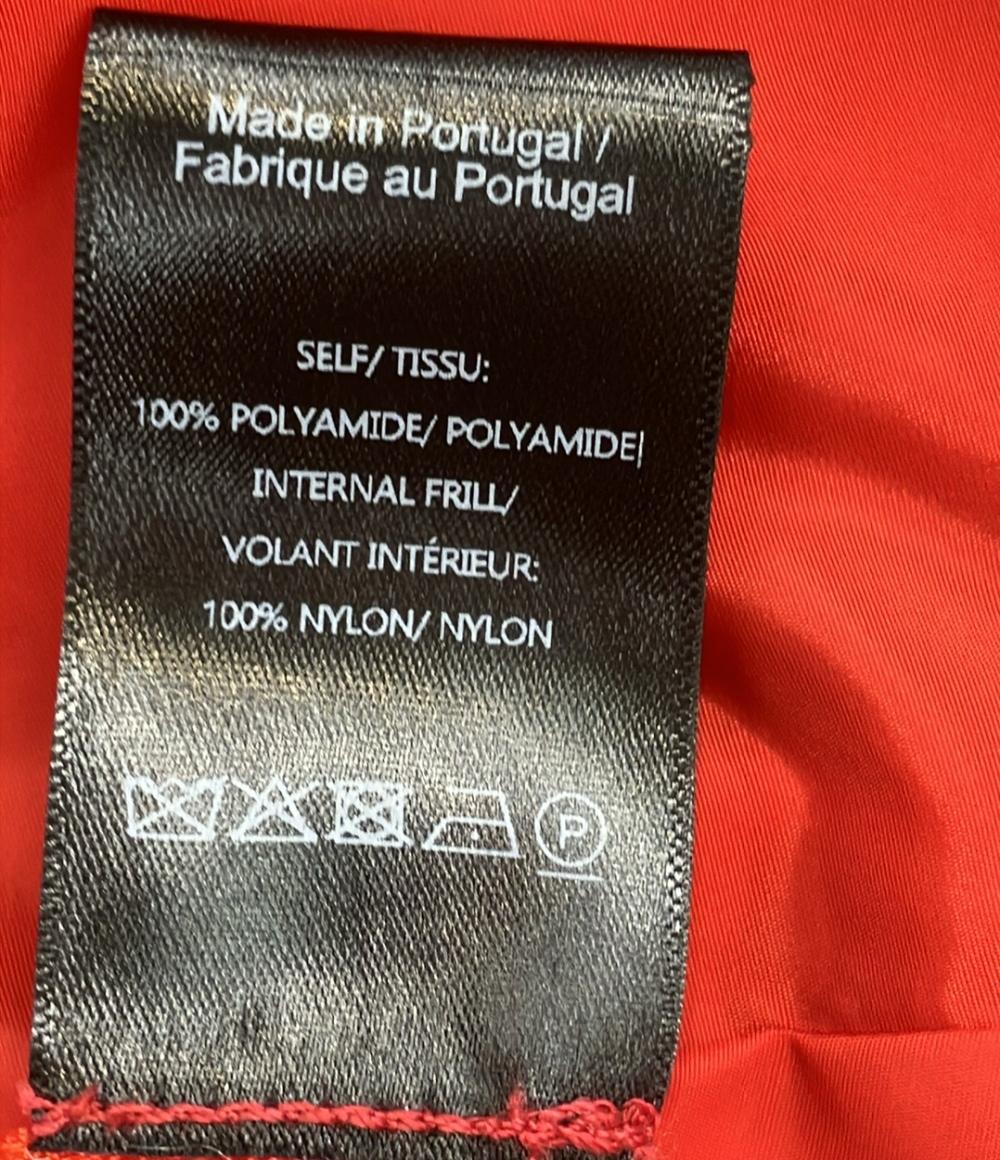 Made in Portugal /
Fabrique au Portugal
SELF/ TISSU:
100% POLYAMIDE/ POLYAMIDE|
INTERNAL FRILL/
VOLANT INTÉRIEUR:
100% NYLON/ NYLON
P